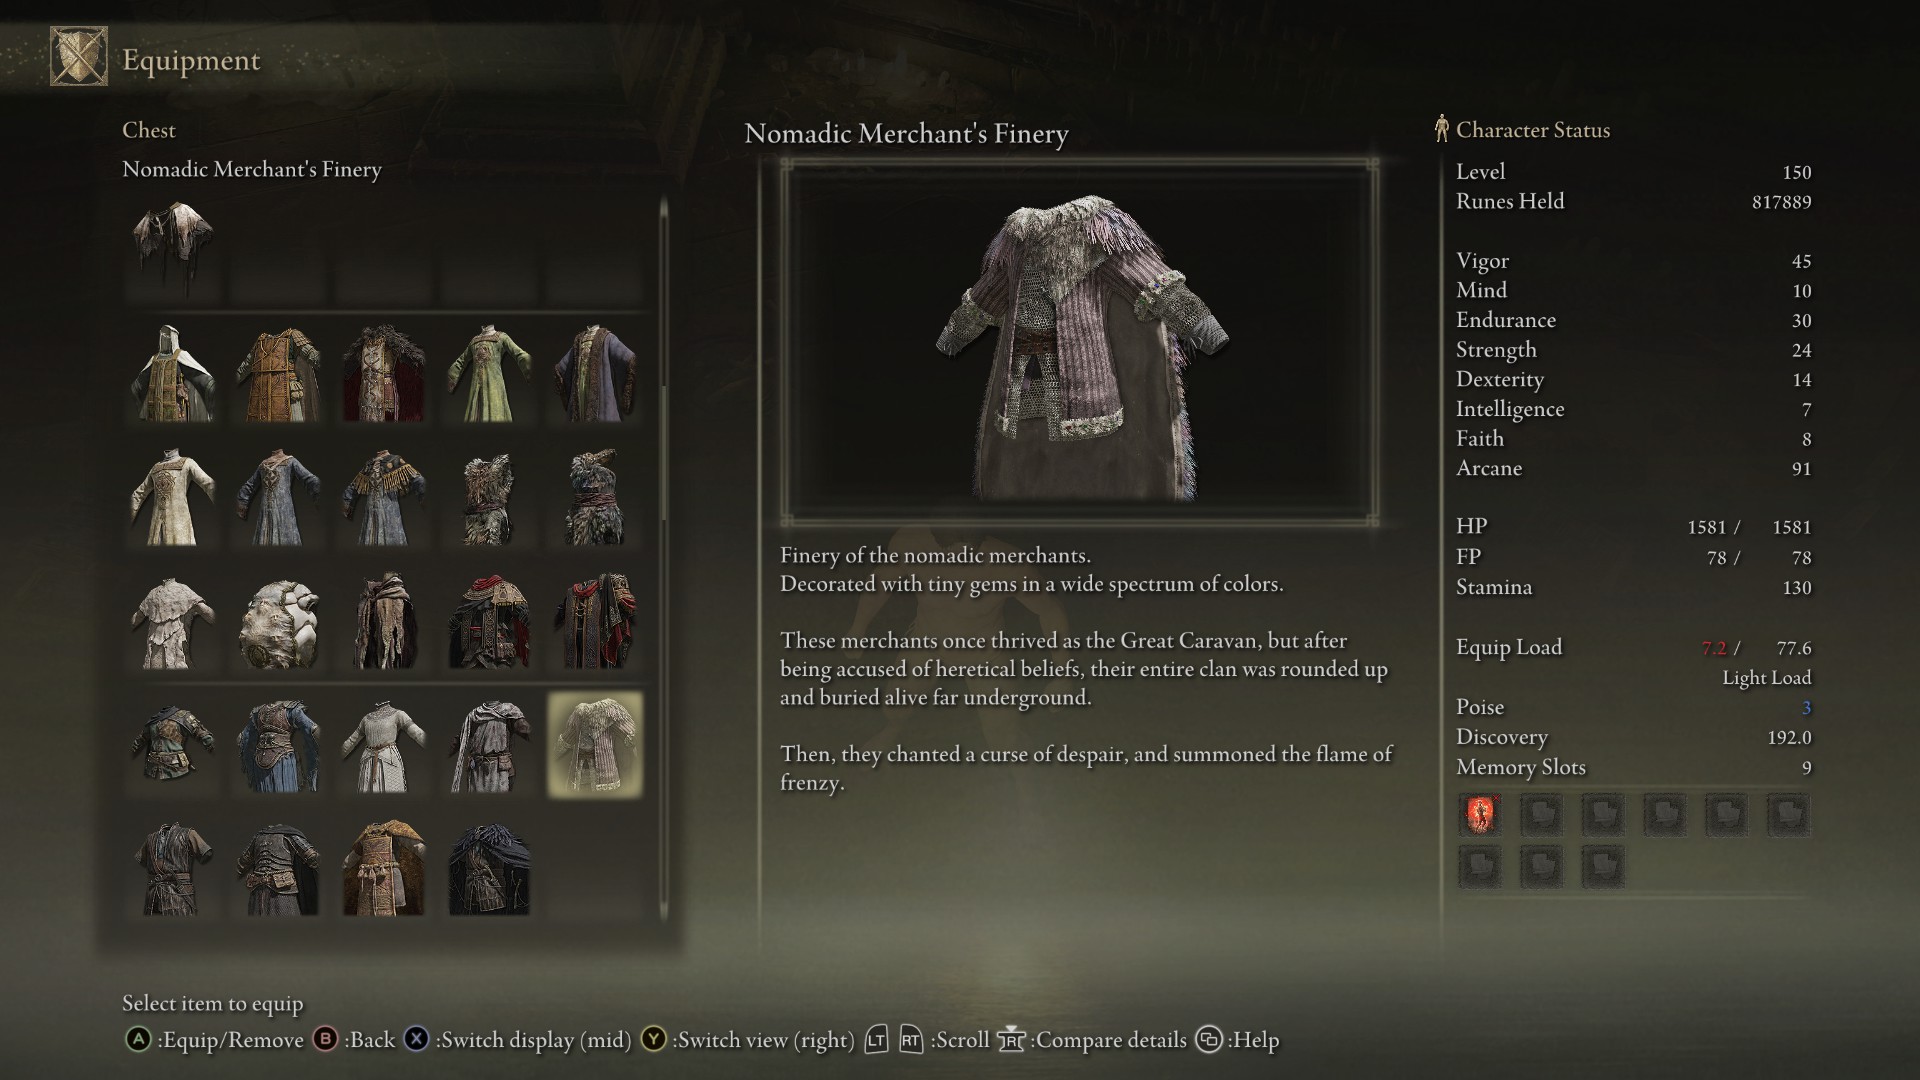 Equipment
Chest
Nomadic Merchant's Finery
Nomadic Merchant's Finery
Finery of the nomadic merchants.
Decorated with tiny gems in a wide spectrum of colors.
These merchants once thrived as the Great Caravan, but after
being accused of heretical beliefs, their entire clan was rounded up
and buried alive far underground.
Then, they chanted a curse of despair, and summoned the flame of
frenzy.
Character Status
Level 150
Runes Held 817889
Vigor 45
Mind 10
Endurance 30
Strength 24
Dexterity 14
Intelligence 7
Faith 8
Arcane 91
HP 1581 / 1581
FP 78 / 78
Stamina 130
Equip Load 7.2 / 77.6
Light Load
Poise 3
Discovery 192.0
Memory Slots 9
Select item to equip
A :Equip/Remove B :Back X :Switch display (mid) Y :Switch view (right) LT RT :Scroll R :Compare details :Help